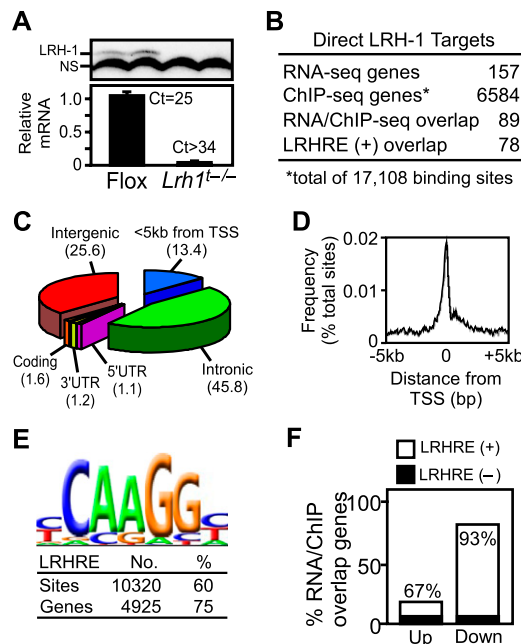 A
LRH-1
NS
Relative mRNA
1.0
0.5
0
Ct=25
Ct>34
Flox
Lrh1t–/–
B
Direct LRH-1 Targets
RNA-seq genes 157
ChIP-seq genes* 6584
RNA/ChIP-seq overlap 89
LRHRE (+) overlap 78
*total of 17,108 binding sites
C
Intergenic
(25.6)
<5kb from TSS
(13.4)
Coding
(1.6)
3'UTR
(1.2)
5'UTR
(1.1)
Intronic
(45.8)
D
Frequency
(% total sites)
0.02
0.01
0
-5kb 0 +5kb
Distance from
TSS (bp)
E
CAAGG
LRHRE No. %
Sites 10320 60
Genes 4925 75
F
LRHRE (+)
LRHRE (–)
% RNA/ChIP
overlap genes
100
50
0
67%
93%
Up Down